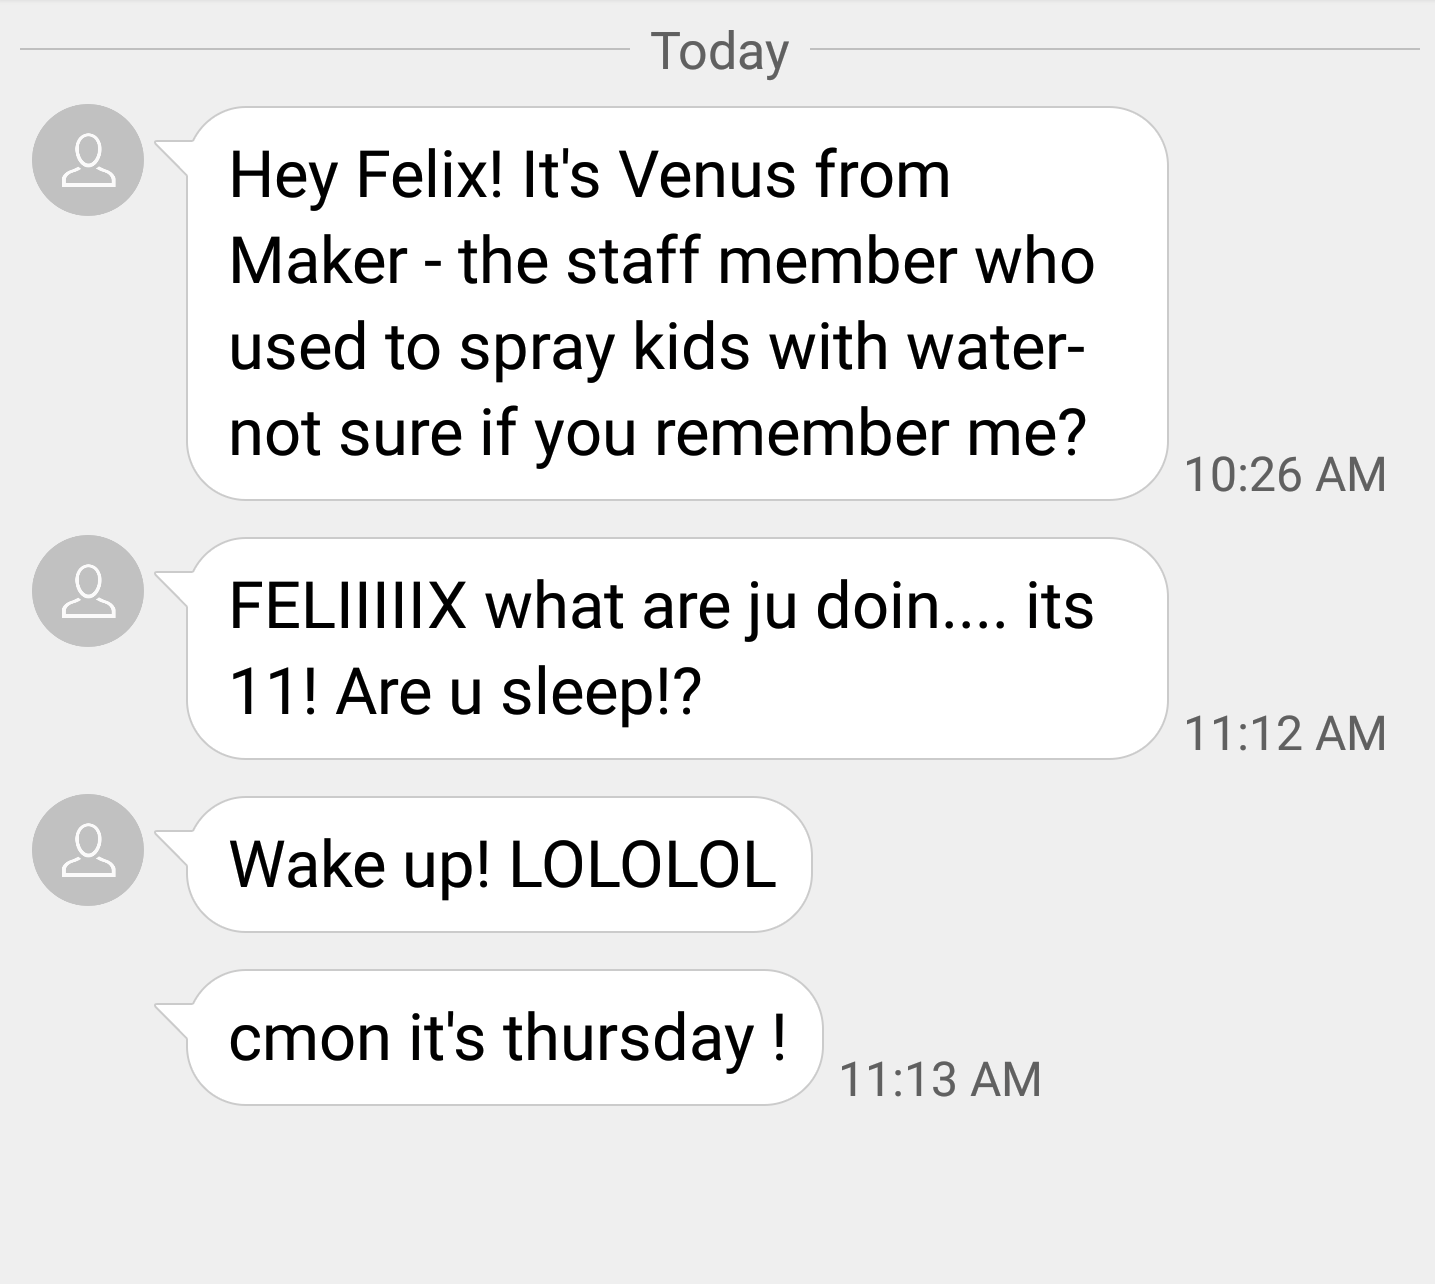 Today
Hey Felix! It's Venus from
Maker - the staff member who
used to spray kids with water-
not sure if you remember me?
10:26 AM
FELIIIIIX what are ju doin.... its
11! Are u sleep!?
11:12 AM
Wake up! LOLOLOL
cmon it's thursday !
11:13 AM